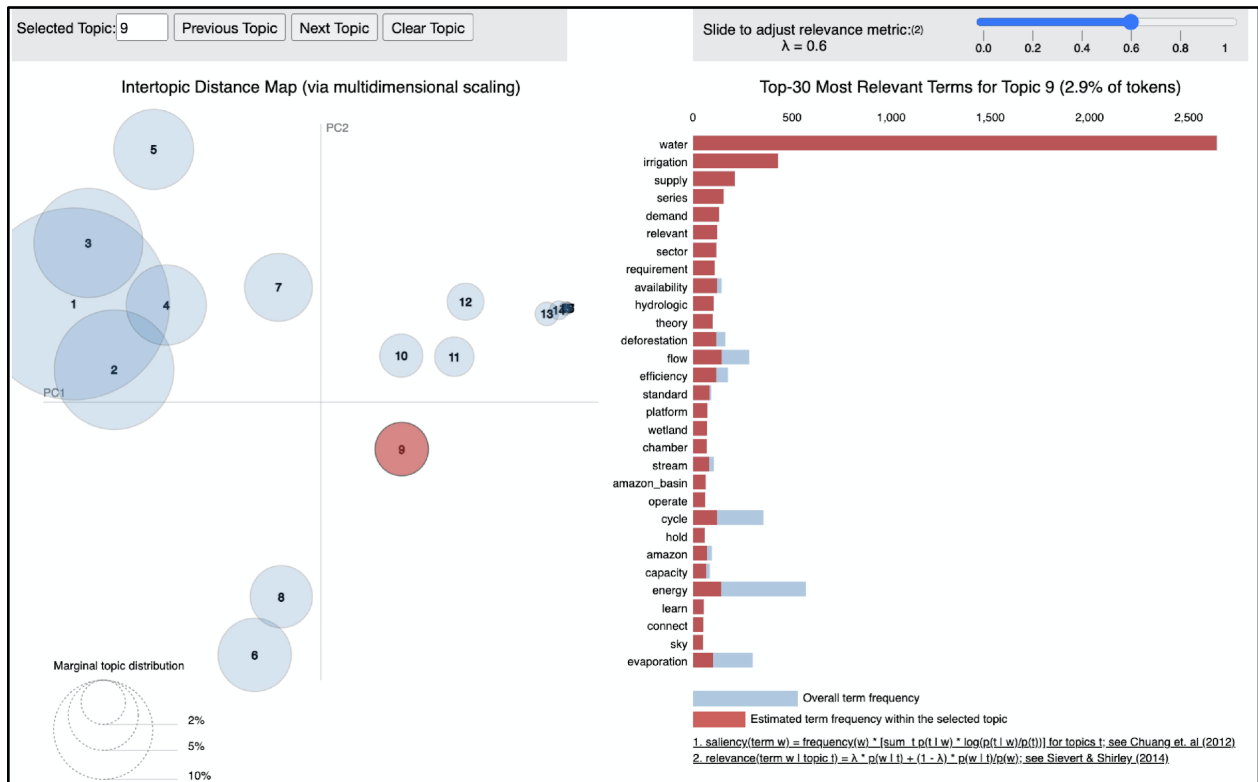 Selected Topic: 9 Previous Topic Next Topic Clear Topic
Slide to adjust relevance metric:(2)
λ = 0.6
0.0 0.2 0.4 0.6 0.8 1
Intertopic Distance Map (via multidimensional scaling)
PC2
5
3
1
4
7
12
13
2
10
11
PC1
9
8
6
Marginal topic distribution
2%
5%
10%
Top-30 Most Relevant Terms for Topic 9 (2.9% of tokens)
0 500 1,000 1,500 2,000 2,500
water
irrigation
supply
series
demand
relevant
sector
requirement
availability
hydrologic
theory
deforestation
flow
efficiency
standard
platform
wetland
chamber
stream
amazon_basin
operate
cycle
hold
amazon
capacity
energy
learn
connect
sky
evaporation
Overall term frequency
Estimated term frequency within the selected topic
1. saliency(term w) = frequency(w) * [sum_t p(t | w) * log(p(t | w)/p(t))] for topics t; see Chuang et. al (2012)
2. relevance(term w | topic t) = λ * p(w | t) + (1 - λ) * p(w | t)/p(w); see Sievert & Shirley (2014)